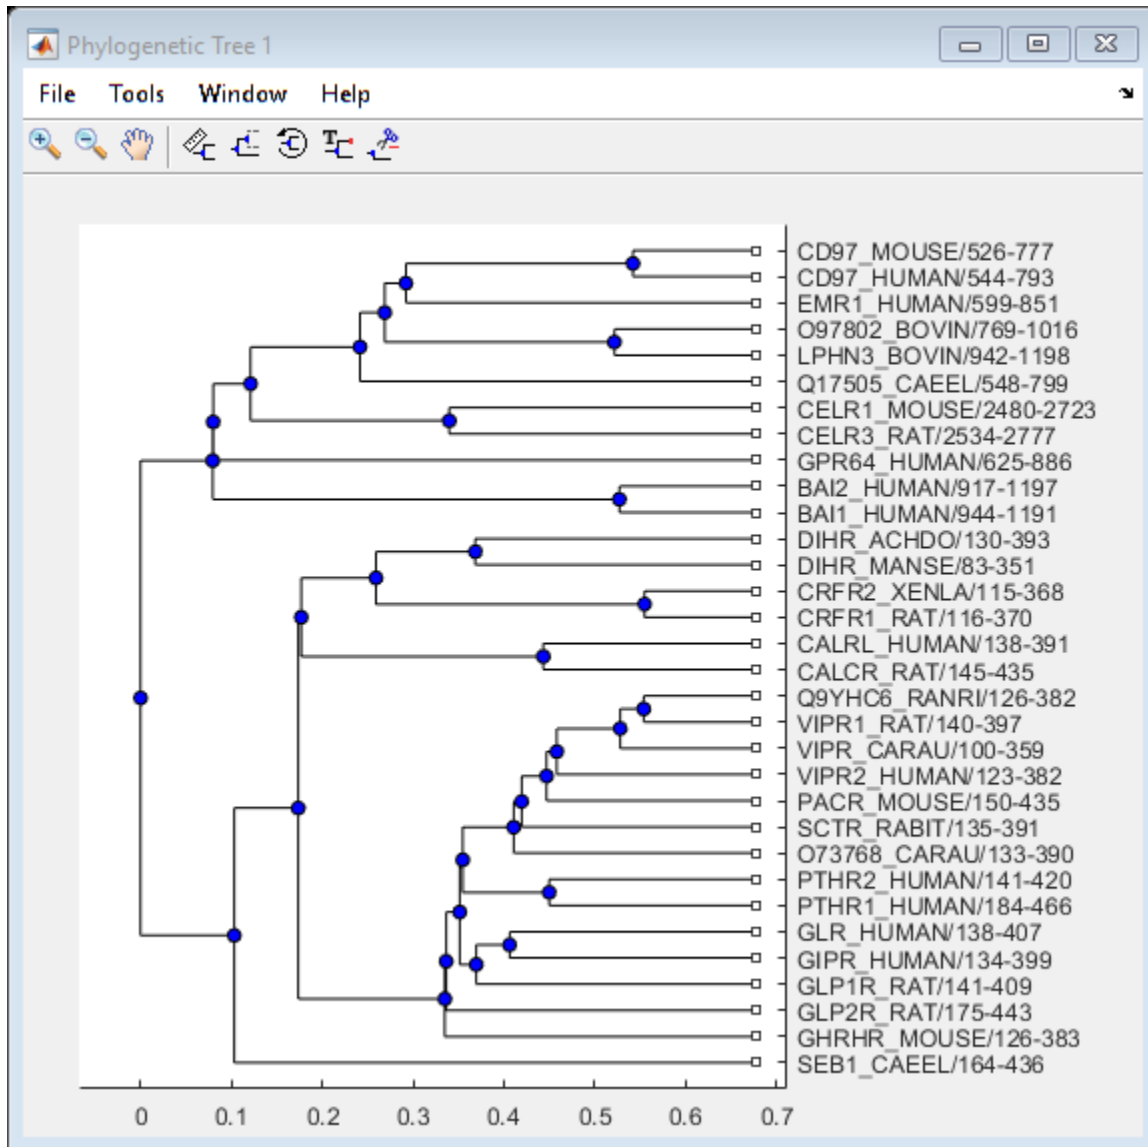 Phylogenetic Tree 1
File Tools Window Help
CD97_MOUSE/526-777
CD97_HUMAN/544-793
EMR1_HUMAN/599-851
O97802_BOVIN/769-1016
LPHN3_BOVIN/942-1198
Q17505_CAEEL/548-799
CELR1_MOUSE/2480-2723
CELR3_RAT/2534-2777
GPR64_HUMAN/625-886
BAI2_HUMAN/917-1197
BAI1_HUMAN/944-1191
DIHR_ACHDO/130-393
DIHR_MANSE/83-351
CRFR2_XENLA/115-368
CRFR1_RAT/116-370
CALRL_HUMAN/138-391
CALCR_RAT/145-435
Q9YHC6_RANRI/126-382
VIPR1_RAT/140-397
VIPR_CARAU/100-359
VIPR2_HUMAN/123-382
PACR_MOUSE/150-435
SCTR_RABIT/135-391
O73768_CARAU/133-390
PTHR2_HUMAN/141-420
PTHR1_HUMAN/184-466
GLR_HUMAN/138-407
GIPR_HUMAN/134-399
GLP1R_RAT/141-409
GLP2R_RAT/175-443
GHRHR_MOUSE/126-383
SEB1_CAEEL/164-436
0 0.1 0.2 0.3 0.4 0.5 0.6 0.7